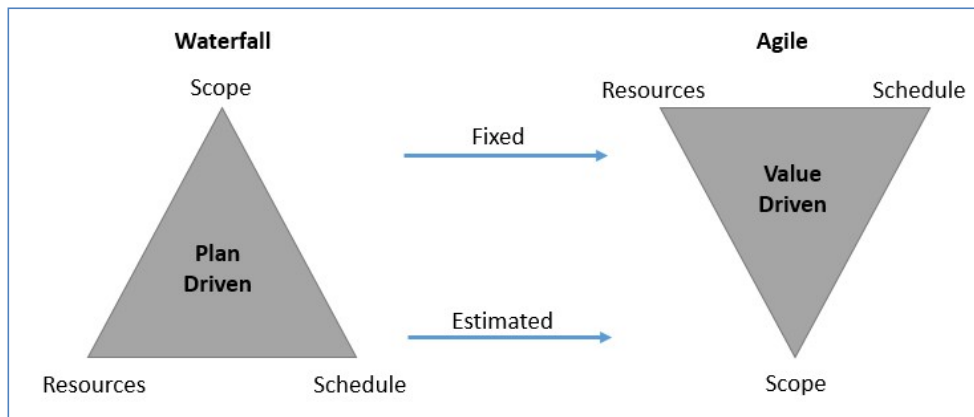 Waterfall
Agile
Scope
Resources
Schedule
Fixed
Value
Driven
Plan
Driven
Estimated
Resources
Schedule
Scope